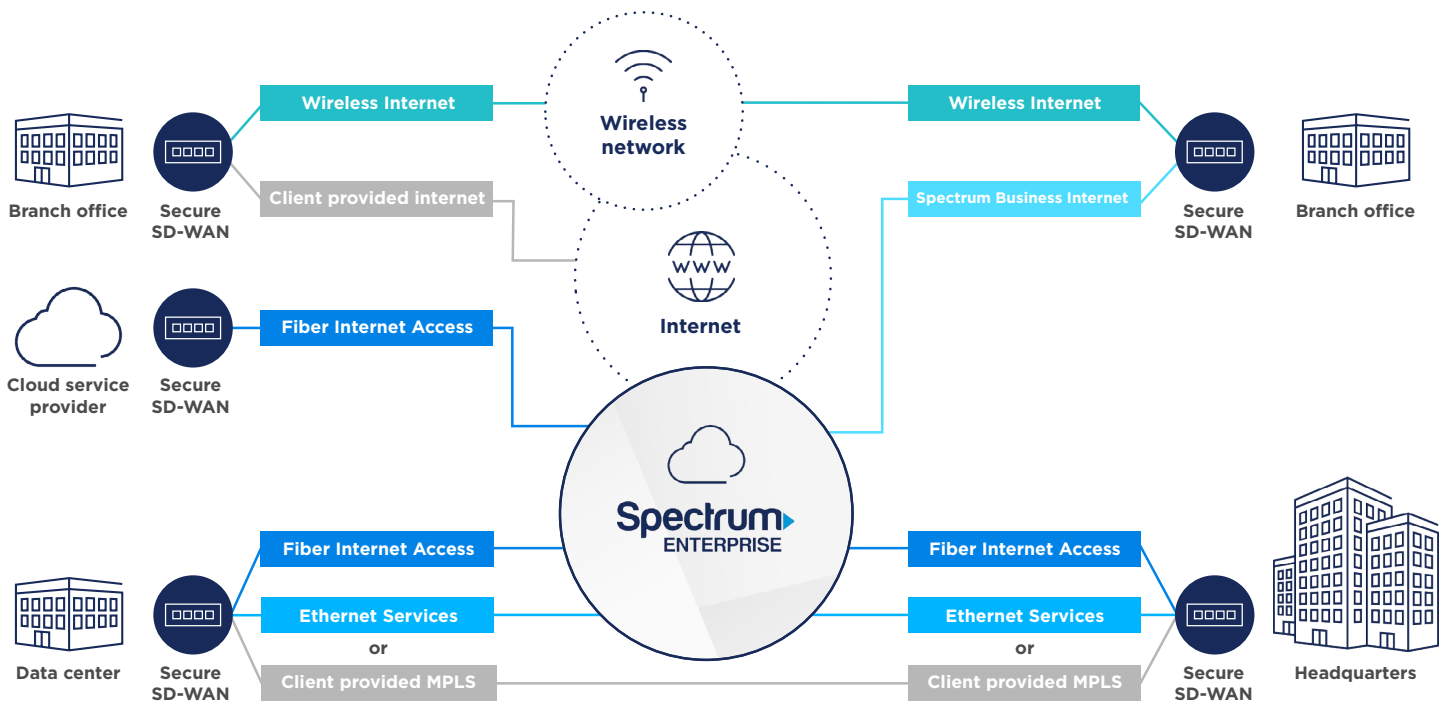 Wireless Internet
Wireless
network
Wireless Internet
Client provided internet
Spectrum Business Internet
Branch office
Secure
SD-WAN
Secure
SD-WAN
Branch office
WWW
Internet
Fiber Internet Access
Cloud service
provider
Secure
SD-WAN
Spectrum
ENTERPRISE
Fiber Internet Access
Fiber Internet Access
Ethernet Services
Ethernet Services
or
or
Data center
Secure
SD-WAN
Client provided MPLS
Client provided MPLS
Secure
SD-WAN
Headquarters